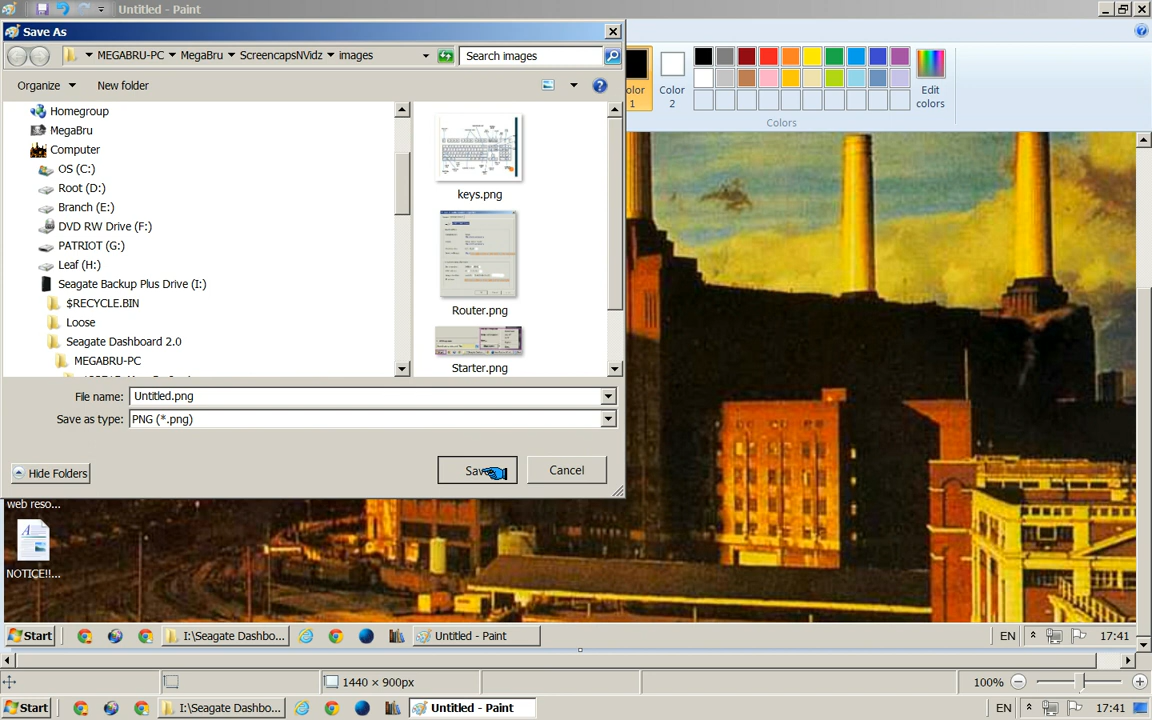 Untitled - Paint
Save As
MEGABRU-PC MegaBru ScreencapsNVidz images
Search images
Organize New folder
Homegroup
MegaBru
Computer
OS (C:)
Root (D:)
Branch (E:)
DVD RW Drive (F:)
PATRIOT (G:)
Leaf (H:)
Seagate Backup Plus Drive (I:)
$RECYCLE.BIN
Loose
Seagate Dashboard 2.0
MEGABRU-PC
keys.png
Router.png
Starter.png
File name: Untitled.png
Save as type: PNG (*.png)
Hide Folders
Save
Cancel
olor
1
Color
2
Edit
colors
Colors
web reso...
NOTICE!!...
Start I:\Seagate Dashbo... Untitled - Paint EN 17:41
1440 × 900px 100%
Start I:\Seagate Dashbo... Untitled - Paint EN 17:41